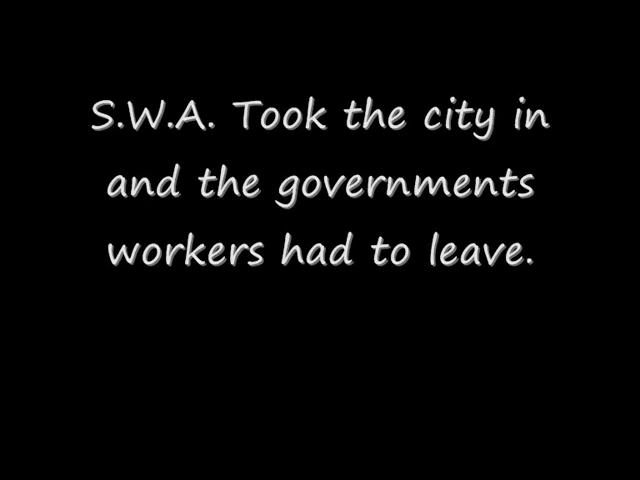 S.W.A. Took the city in
and the governments
workers had to leave.